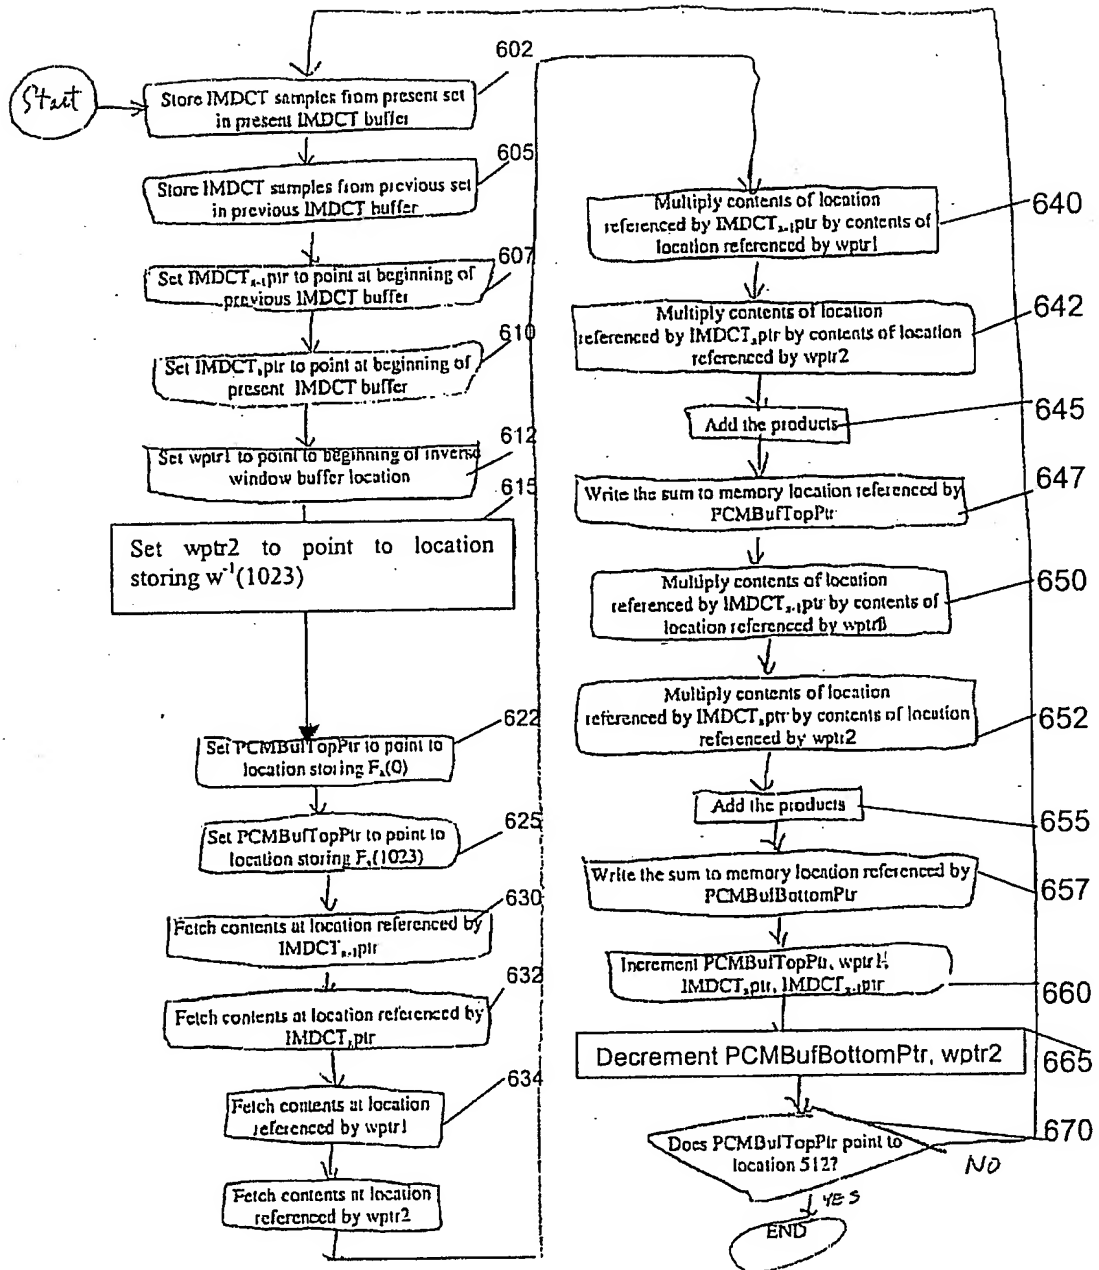 Start
602
Store IMDCT samples from present set
in present IMDCT buffer
605
Store IMDCT samples from previous set
in previous IMDCT buffer
607
Set IMDCTₓ₋₁ptr to point at beginning of
previous IMDCT buffer
610
Set IMDCTₓptr to point at beginning of
present IMDCT buffer
612
Set wptr1 to point to beginning of inverse
window buffer location
615
Set wptr2 to point to location
storing w⁻¹(1023)
622
Set PCMBufTopPtr to point to
location storing Fₓ(0)
625
Set PCMBufTopPtr to point to
location storing Fₓ(1023)
630
Fetch contents at location referenced by
IMDCTₓ₋₁ptr
632
Fetch contents at location referenced by
IMDCTₓptr
634
Fetch contents at location
referenced by wptr1
Fetch contents at location
referenced by wptr2
Multiply contents of location
referenced by IMDCTₓ₋₁ptr by contents of
location referenced by wptr1
640
Multiply contents of location
referenced by IMDCTₓptr by contents of location
referenced by wptr2
642
Add the products
645
Write the sum to memory location referenced by
PCMBufTopPtr
647
Multiply contents of location
referenced by IMDCTₓ₋₁ptr by contents of
location referenced by
650
Multiply contents of location
referenced by IMDCTₓptr by contents of location
referenced by wptr2
652
Add the products
655
Write the sum to memory location referenced by
PCMBufBottomPtr
657
Increment PCMBufTopPtr, wptr1,
IMDCTₓptr, IMDCTₓ₋₁ptr
660
Decrement PCMBufBottomPtr, wptr2
665
Does PCMBufTopPtr point to
location 512?
670
NO
YES
END